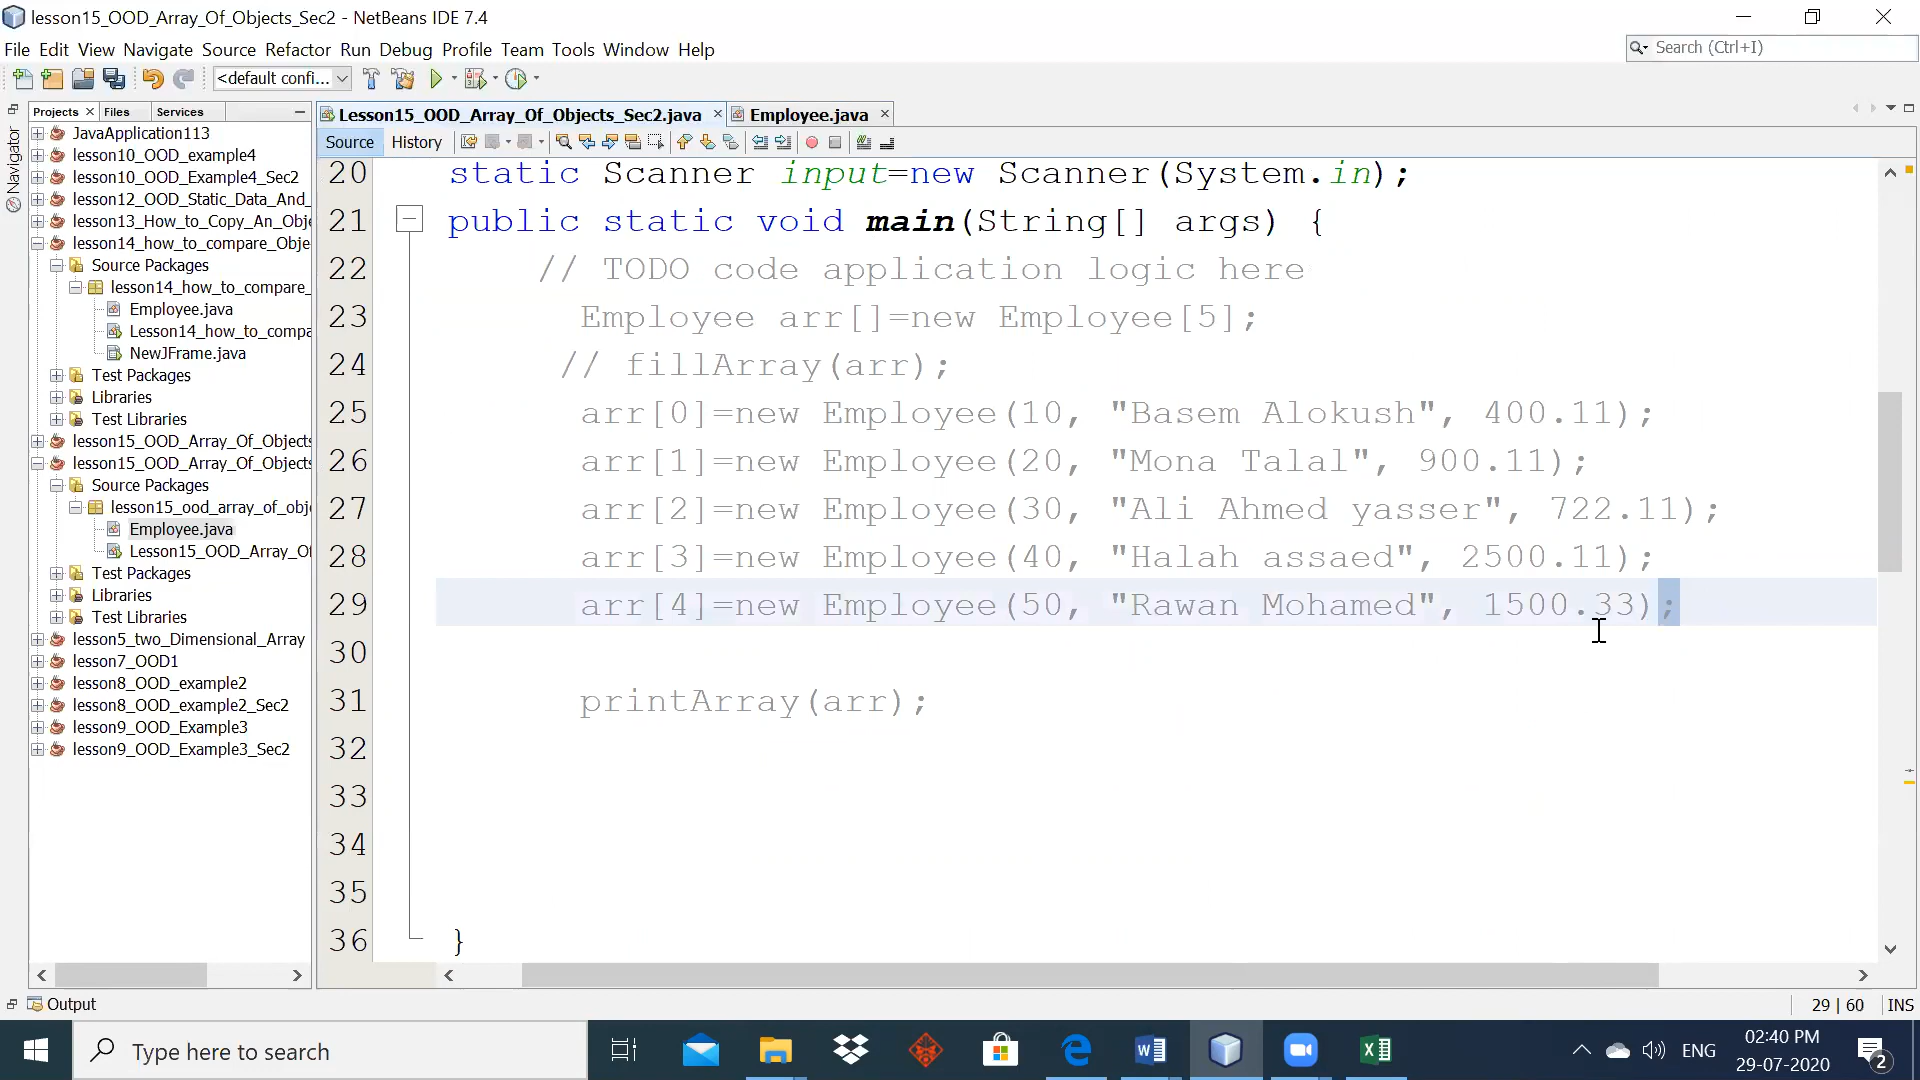 lesson15_OOD_Array_Of_Objects_Sec2 - NetBeans IDE 7.4
File Edit View Navigate Source Refactor Run Debug Profile Team Tools Window Help
Search (Ctrl+I)
<default confi...
Projects Files Services
Navigator
JavaApplication113
lesson10_OOD_example4
lesson10_OOD_Example4_Sec2
lesson12_OOD_Static_Data_And_
lesson13_How_to_Copy_An_Obje
lesson14_how_to_compare_Obje
Source Packages
lesson14_how_to_compare_
Employee.java
Lesson14_how_to_compa
NewJFrame.java
Test Packages
Libraries
Test Libraries
lesson15_OOD_Array_Of_Objects
lesson15_OOD_Array_Of_Objects
Source Packages
lesson15_ood_array_of_obj
Employee.java
Lesson15_OOD_Array_Of
Test Packages
Libraries
Test Libraries
lesson5_two_Dimensional_Array
lesson7_OOD1
lesson8_OOD_example2
lesson8_OOD_example2_Sec2
lesson9_OOD_Example3
lesson9_OOD_Example3_Sec2
Lesson15_OOD_Array_Of_Objects_Sec2.java Employee.java
Source History
20 static Scanner input=new Scanner(System.in);
21 public static void main(String[] args) {
22 // TODO code application logic here
23 Employee arr[]=new Employee[5];
24 // fillArray(arr);
25 arr[0]=new Employee(10, "Basem Alokush", 400.11);
26 arr[1]=new Employee(20, "Mona Talal", 900.11);
27 arr[2]=new Employee(30, "Ali Ahmed yasser", 722.11);
28 arr[3]=new Employee(40, "Halah assaed", 2500.11);
29 arr[4]=new Employee(50, "Rawan Mohamed", 1500.33);
30
31 printArray(arr);
32
33
34
35
36 }
Output
29 | 60 INS
Type here to search
ENG
02:40 PM
29-07-2020
2